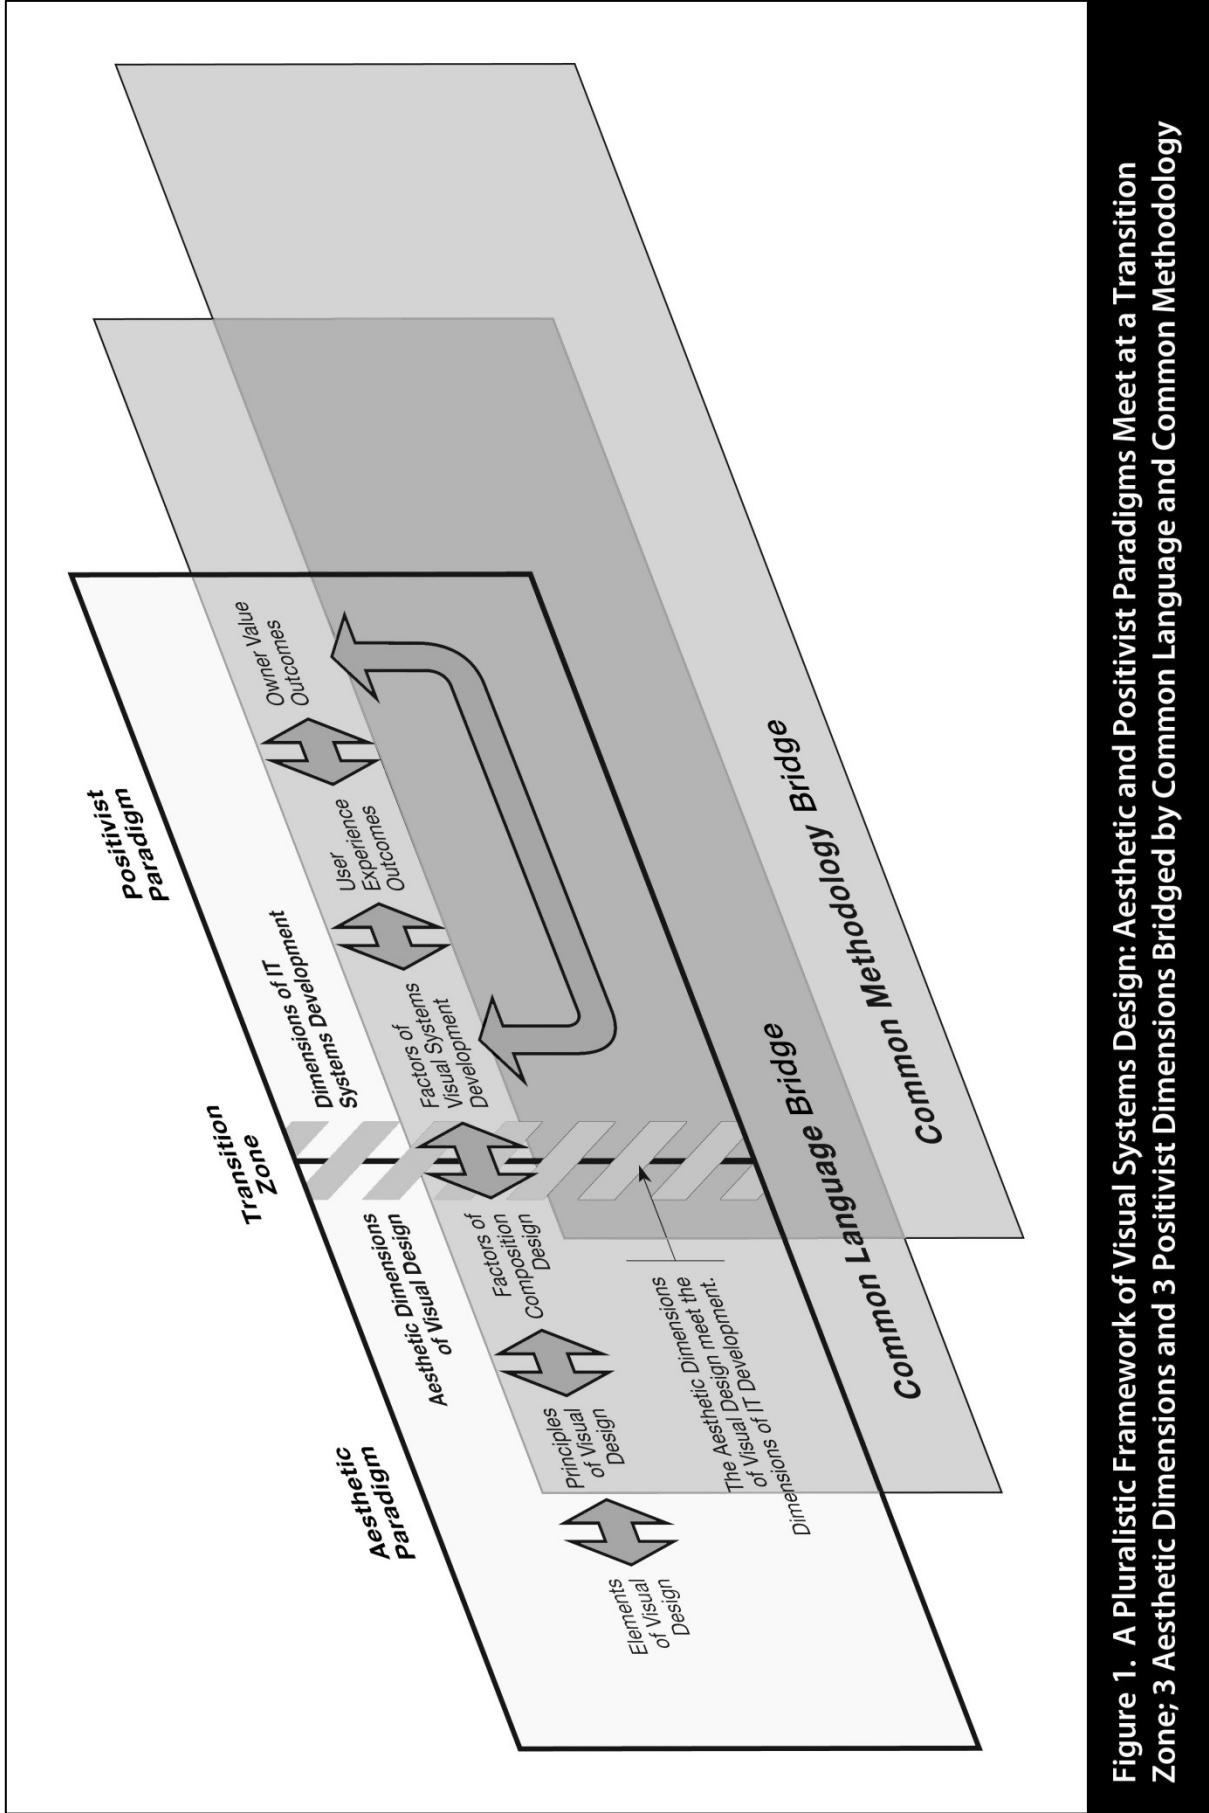 Aesthetic
Paradigm
Transition
Zone
Positivist
Paradigm
Aesthetic Dimensions
of Visual Design
Dimensions of IT
Systems Development
Elements
of Visual
Design
Principles
of Visual
Design
Factors of
Composition
Design
Factors of
Visual Systems
Development
User
Experience
Outcomes
Owner Value
Outcomes
The Aesthetic Dimensions
of Visual Design meet the
Dimensions of IT Development.
Common Language Bridge
Common Methodology Bridge
Figure 1. A Pluralistic Framework of Visual Systems Design: Aesthetic and Positivist Paradigms Meet at a Transition
Zone; 3 Aesthetic Dimensions and 3 Positivist Dimensions Bridged by Common Language and Common Methodology